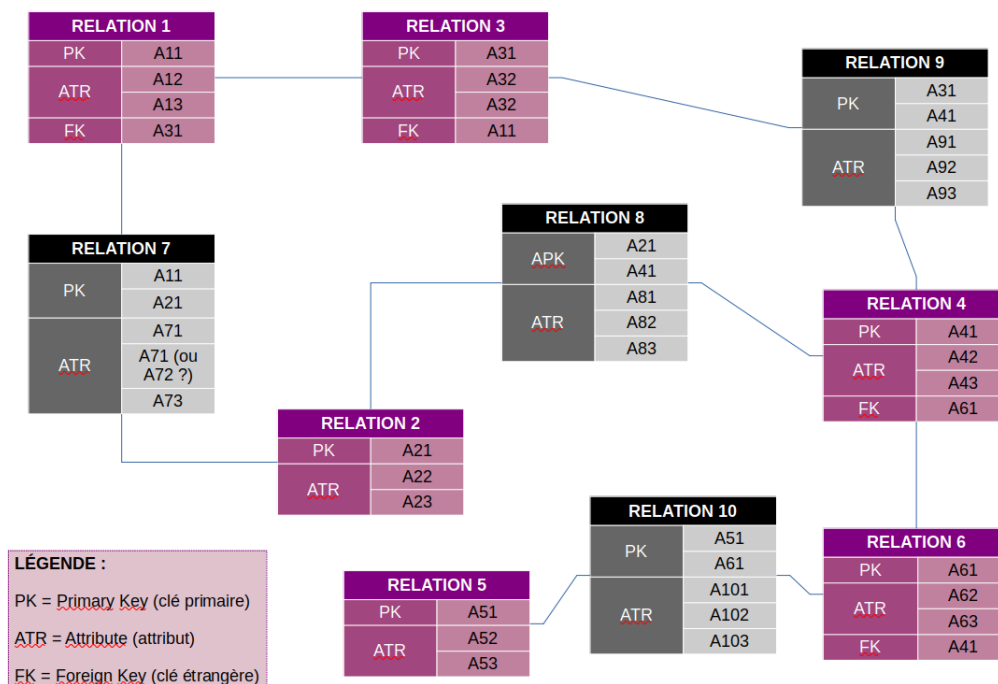 RELATION 1
PK
A11
ATR
A12
A13
FK
A31
RELATION 3
PK
A31
ATR
A32
A32
FK
A11
RELATION 9
PK
A31
A41
ATR
A91
A92
A93
RELATION 7
PK
A11
A21
ATR
A71
A71 (ou
A72 ?)
A73
RELATION 8
APK
A21
A41
ATR
A81
A82
A83
RELATION 4
PK
A41
ATR
A42
A43
FK
A61
RELATION 2
PK
A21
ATR
A22
A23
RELATION 10
PK
A51
A61
ATR
A101
A102
A103
RELATION 6
PK
A61
ATR
A62
A63
FK
A41
RELATION 5
PK
A51
ATR
A52
A53
LÉGENDE :
PK = Primary Key (clé primaire)
ATR = Attribute (attribut)
FK = Foreign Key (clé étrangère)